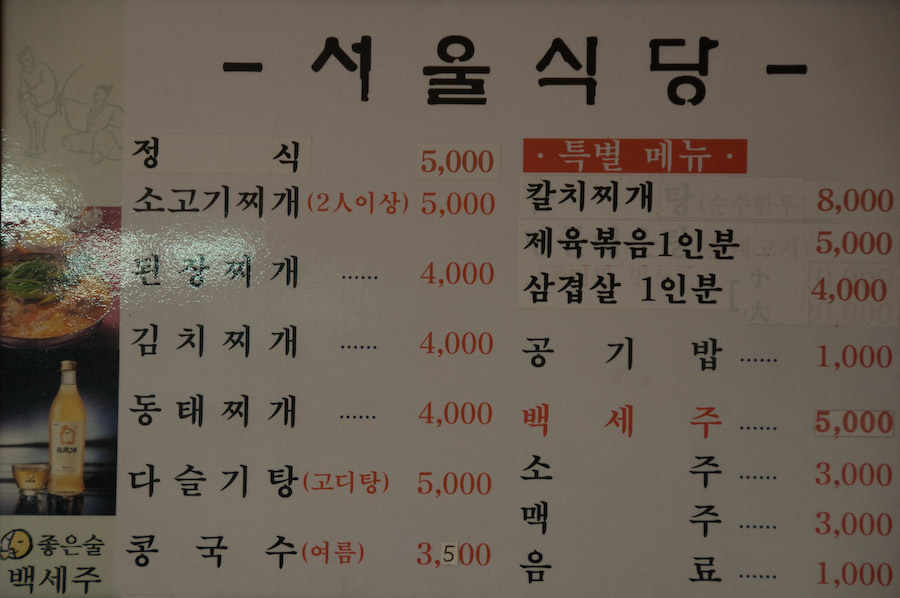 - 서울식당 -
정 식 5,000
소고기찌개(2人이상) 5,000
된장찌개 ...... 4,000
김치찌개 ...... 4,000
동태찌개 ...... 4,000
다슬기탕(고디탕) 5,000
콩국수(여름) 3,500
· 특별 메뉴 ·
칼치찌개 8,000
제육볶음1인분 5,000
삼겹살 1인분 4,000
공 기 밥 ...... 1,000
백 세 주 ...... 5,000
소 주 ...... 3,000
맥 주 ...... 3,000
음 료 ...... 1,000
좋은술
백세주